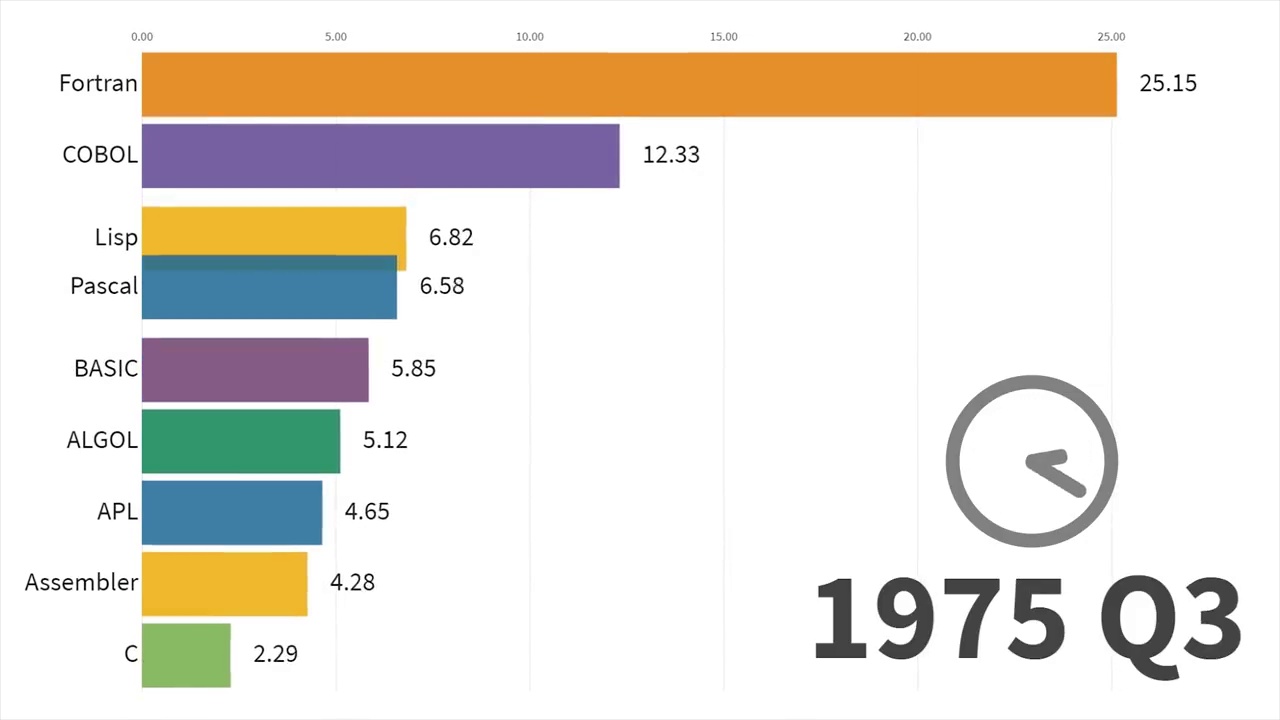 0.00 5.00 10.00 15.00 20.00 25.00
Fortran 25.15
COBOL 12.33
Lisp 6.82
Pascal 6.58
BASIC 5.85
ALGOL 5.12
APL 4.65
Assembler 4.28
C 2.29
1975 Q3